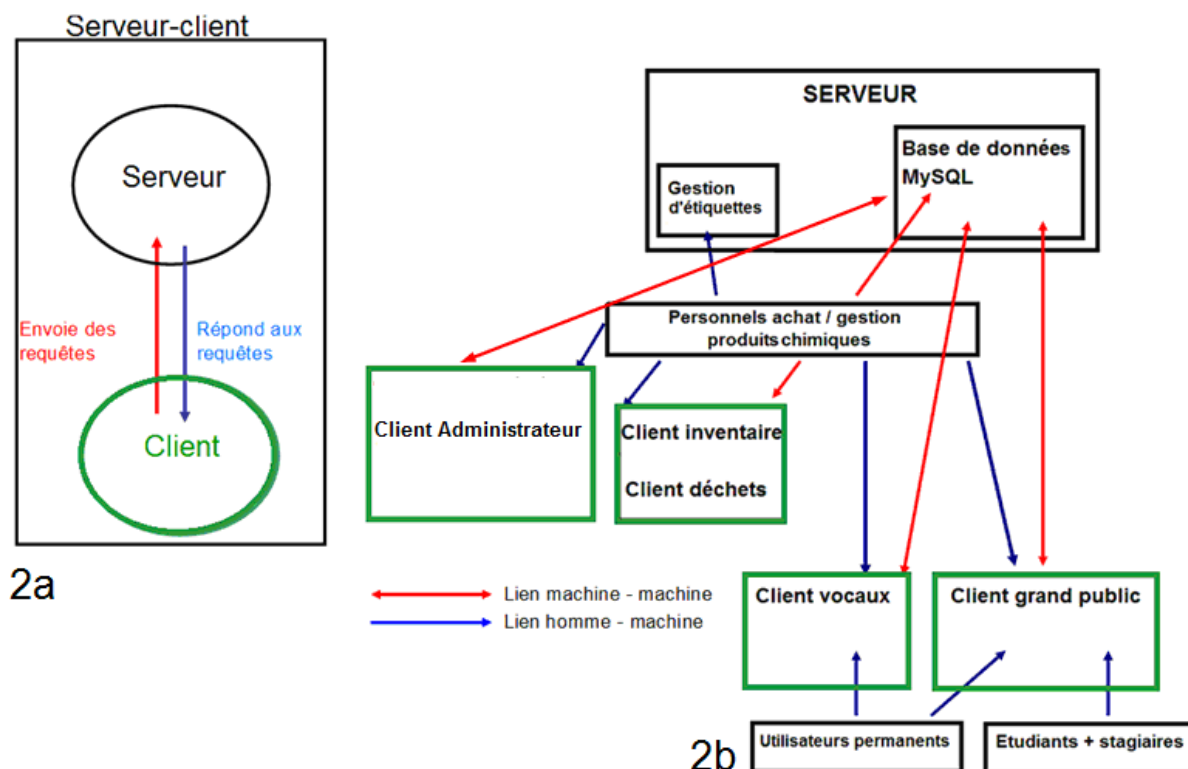 Serveur-client
Serveur
Envoie des
requêtes
Répond aux
requêtes
Client
2a
SERVEUR
Base de données
MySQL
Gestion
d'étiquettes
Personnels achat / gestion
produits chimiques
Client Administrateur
Client inventaire
Client déchets
Lien machine - machine
Lien homme - machine
Client vocaux
Client grand public
Utilisateurs permanents
Etudiants + stagiaires
2b